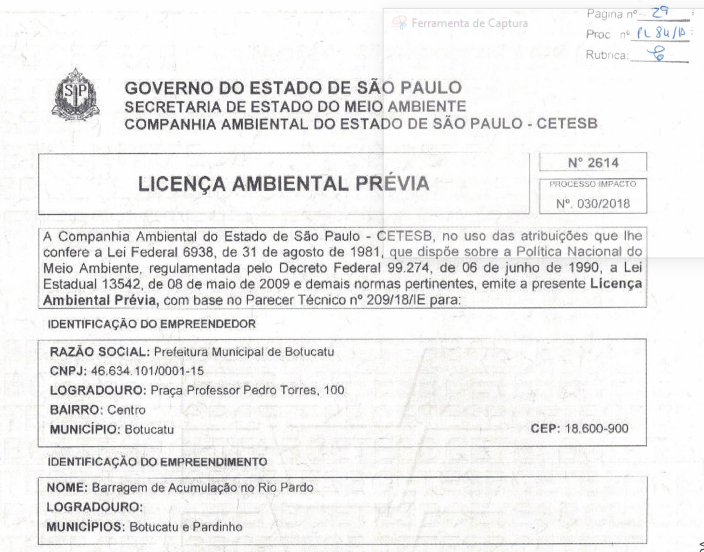 Ferramenta de Captura
Pagina nº 29
Proc nº PL 84/18
Rubrica:
SP
GOVERNO DO ESTADO DE SÃO PAULO
SECRETARIA DE ESTADO DO MEIO AMBIENTE
COMPANHIA AMBIENTAL DO ESTADO DE SÃO PAULO - CETESB
LICENÇA AMBIENTAL PRÉVIA
N° 2614
PROCESSO IMPACTO
Nº. 030/2018
A Companhia Ambiental do Estado de São Paulo - CETESB, no uso das atribuições que lhe
confere a Lei Federal 6938, de 31 de agosto de 1981, que dispõe sobre a Política Nacional do
Meio Ambiente, regulamentada pelo Decreto Federal 99.274, de 06 de junho de 1990, a Lei
Estadual 13542, de 08 de maio de 2009 e demais normas pertinentes, emite a presente Licença
Ambiental Prévia, com base no Parecer Técnico nº 209/18/IE para:
IDENTIFICAÇÃO DO EMPREENDEDOR
RAZÃO SOCIAL: Prefeitura Municipal de Botucatu
CNPJ: 46.634.101/0001-15
LOGRADOURO: Praça Professor Pedro Torres, 100
BAIRRO: Centro
MUNICÍPIO: Botucatu CEP: 18.600-900
IDENTIFICAÇÃO DO EMPREENDIMENTO
NOME: Barragem de Acumulação no Rio Pardo
LOGRADOURO:
MUNICÍPIOS: Botucatu e Pardinho